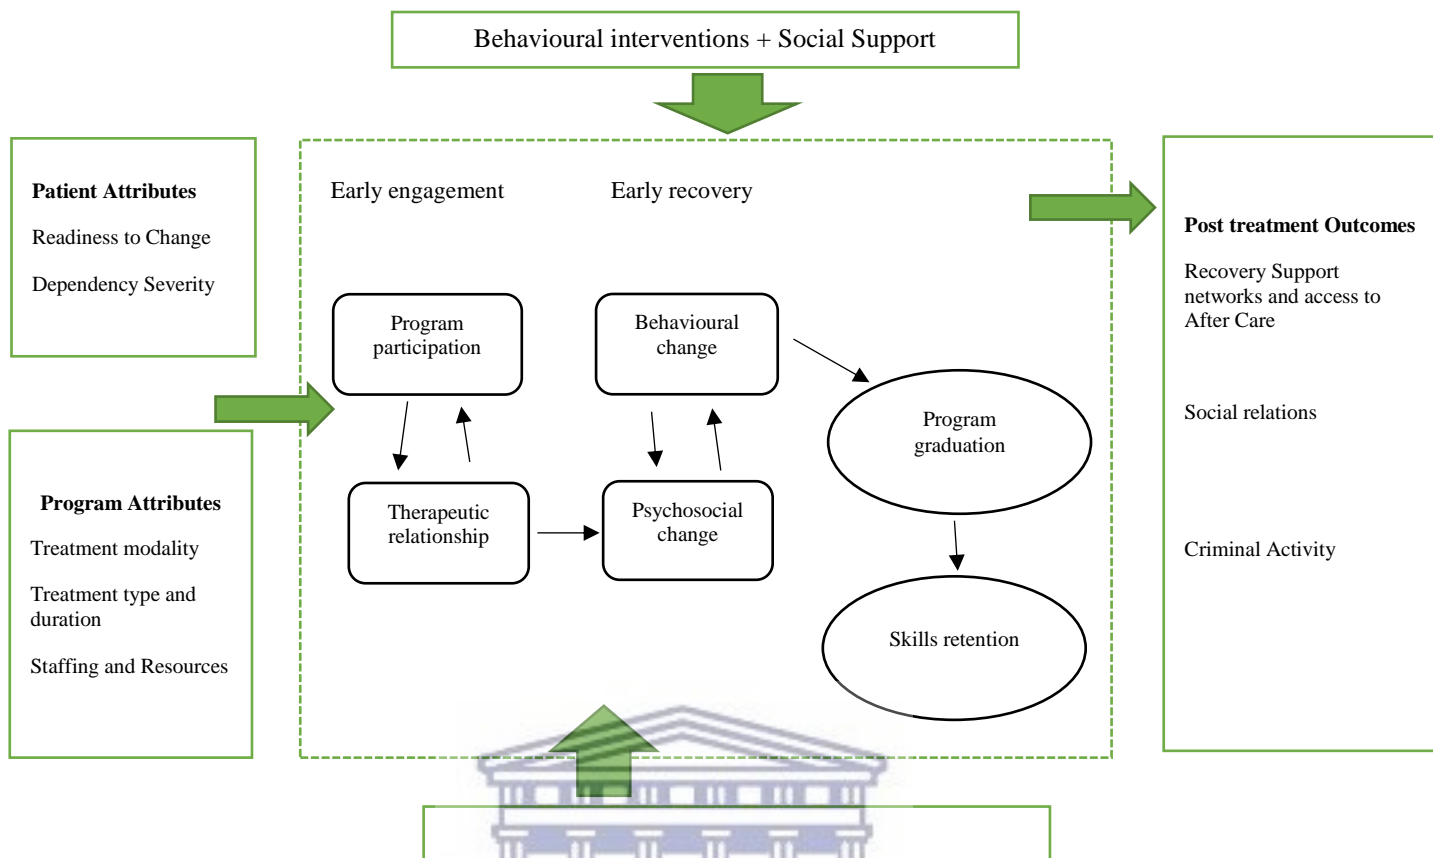 Behavioural interventions + Social Support
Patient Attributes
Readiness to Change
Dependency Severity
Program Attributes
Treatment modality
Treatment type and
duration
Staffing and Resources
Early engagement
Early recovery
Program
participation
Therapeutic
relationship
Behavioural
change
Psychosocial
change
Program
graduation
Skills retention
Post treatment Outcomes
Recovery Support
networks and access to
After Care
Social relations
Criminal Activity